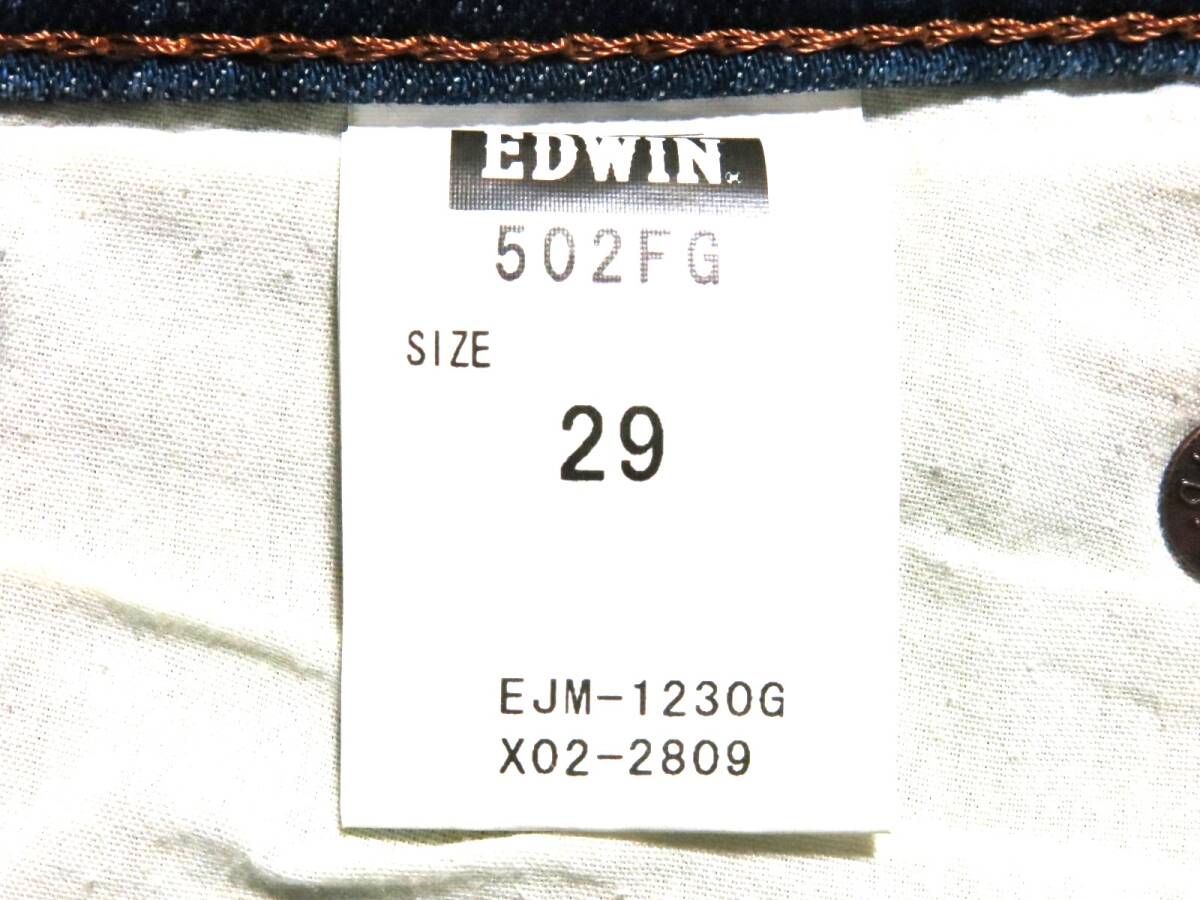 EDWIN
502FG
SIZE
29
EJM-1230G
X02-2809